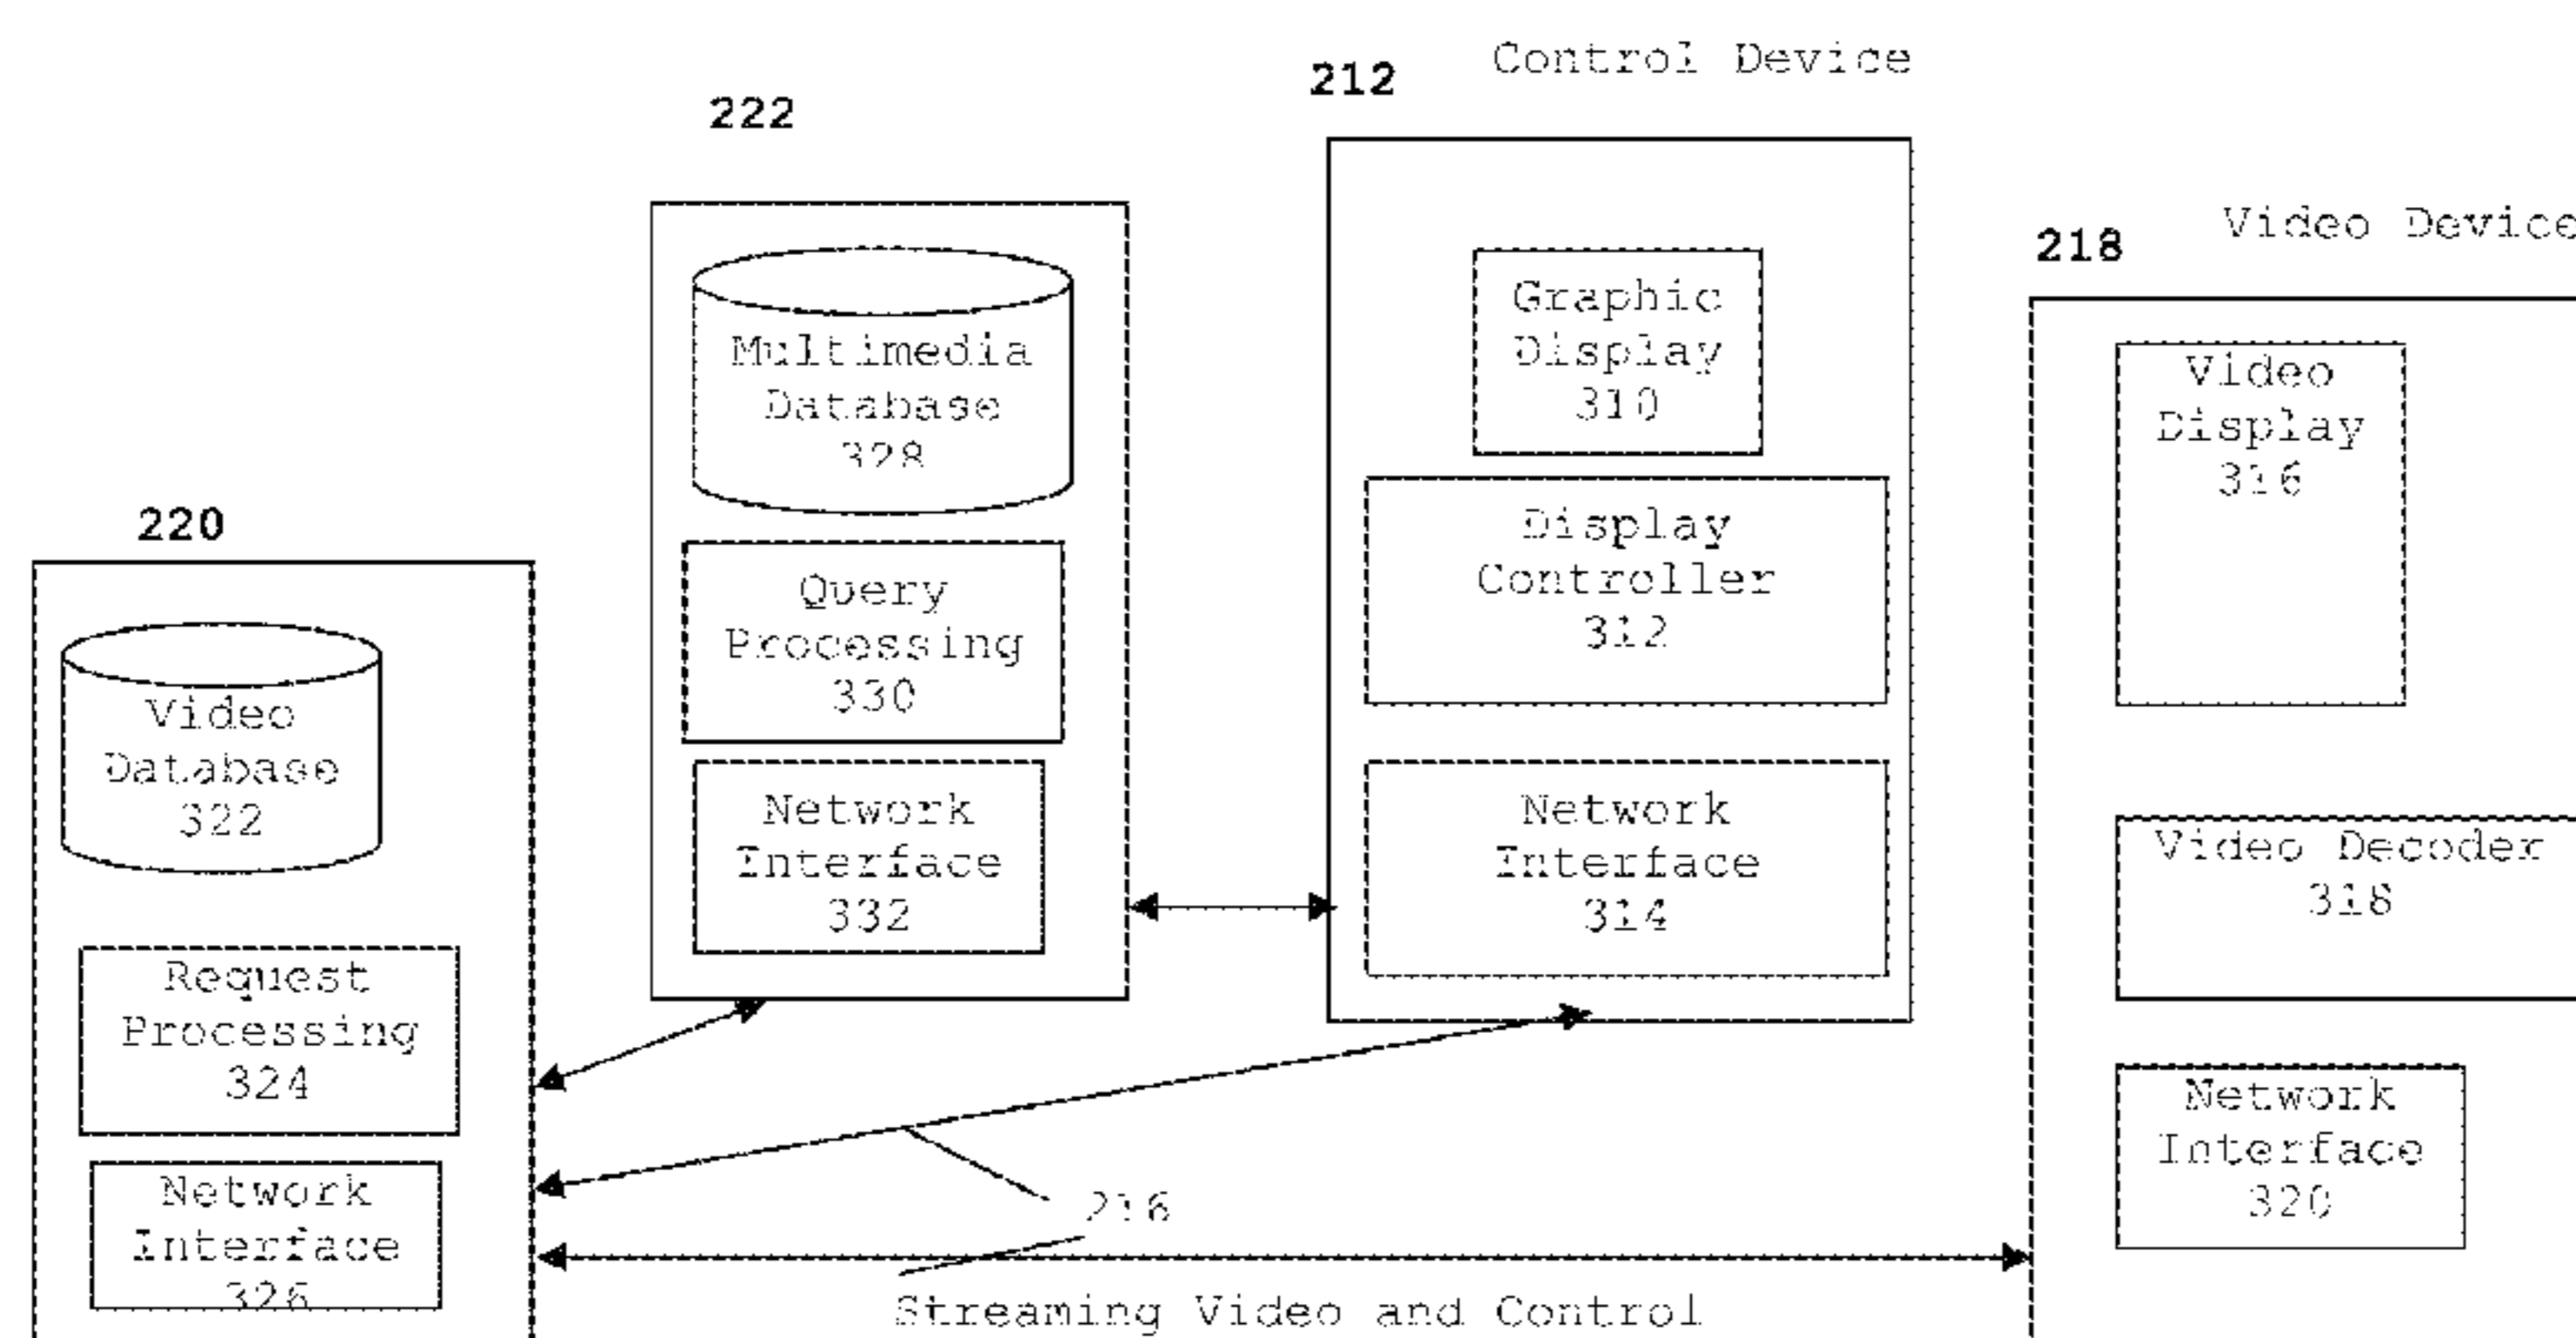 220
Video
Database
322
Request
Processing
324
Network
Interface
326
222
Multimedia
Database
328
Query
Processing
330
Network
Interface
332
212
Control Device
Graphic
Display
310
Display
Controller
312
Network
Interface
314
218
Video Device
Video
Display
316
Video Decoder
318
Network
Interface
320
216
Streaming Video and Control